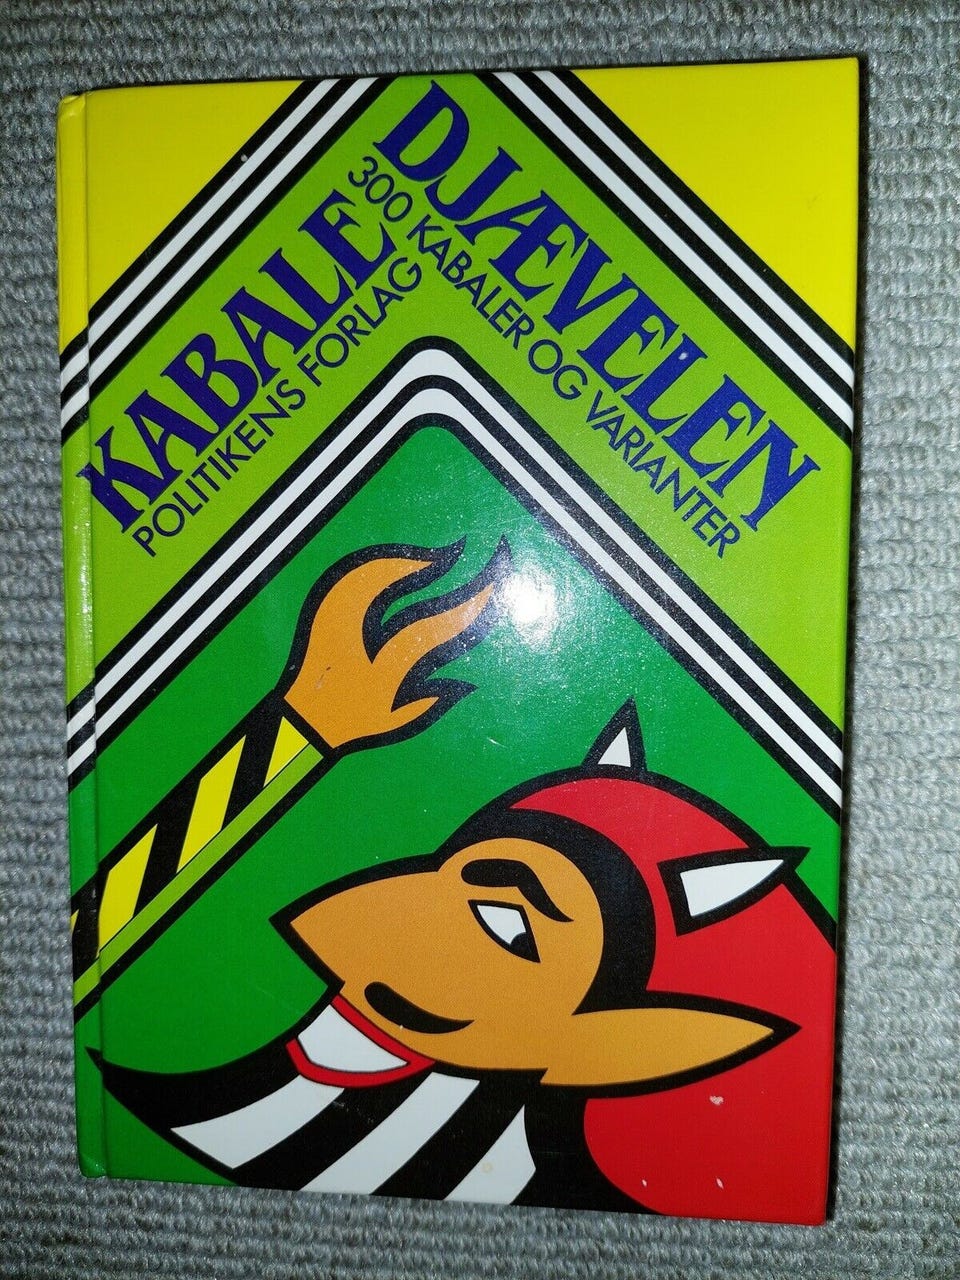 KABALE
DJÆVELEN
POLITIKENS FORLAG
300 KABALER OG VARIANTER